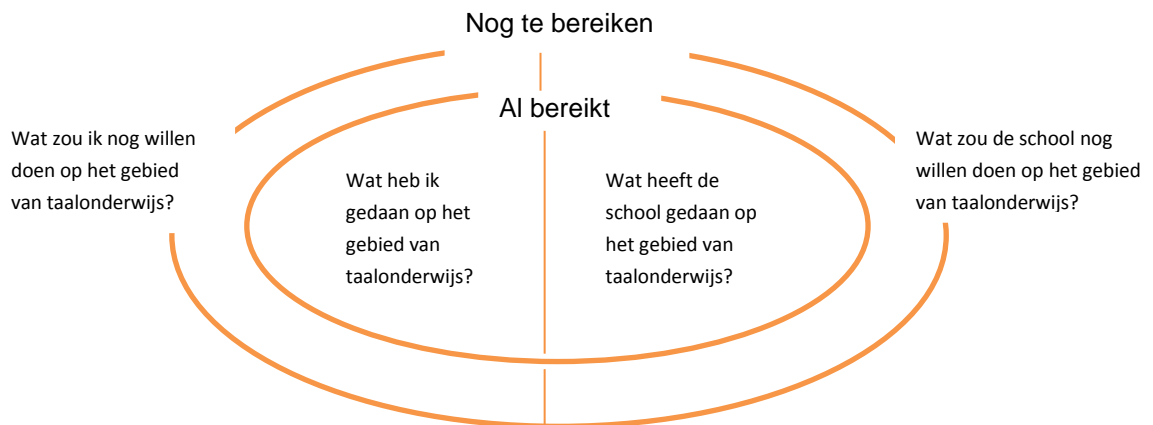 Nog te bereiken
Al bereikt
Wat zou ik nog willen
doen op het gebied
van taalonderwijs?
Wat heb ik
gedaan op het
gebied van
taalonderwijs?
Wat heeft de
school gedaan op
het gebied van
taalonderwijs?
Wat zou de school nog
willen doen op het gebied
van taalonderwijs?